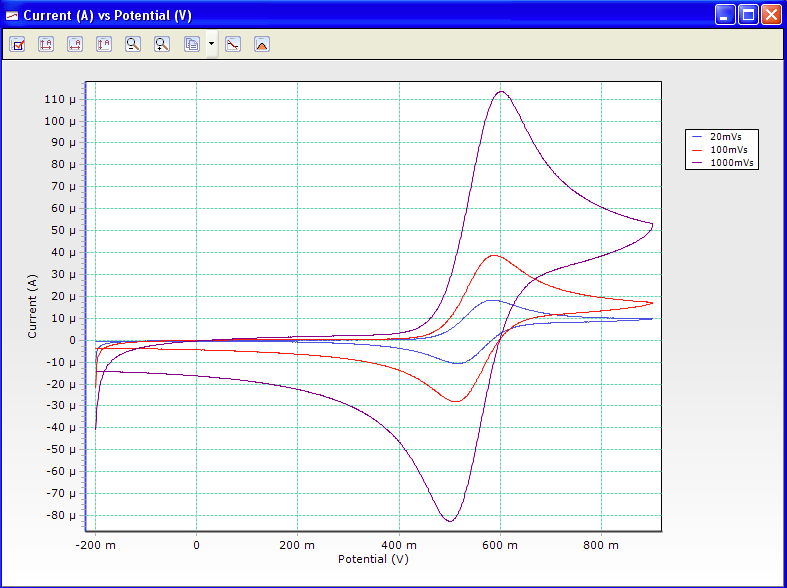 Current (A) vs Potential (V)
110 µ
100 µ
90 µ
80 µ
70 µ
60 µ
50 µ
40 µ
30 µ
20 µ
10 µ
0
-10 µ
-20 µ
-30 µ
-40 µ
-50 µ
-60 µ
-70 µ
-80 µ
Current (A)
-200 m 0 200 m 400 m 600 m 800 m
Potential (V)
20mVs
100mVs
1000mVs